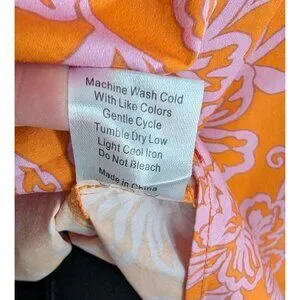 Machine Wash Cold
With Like Colors
Gentle Cycle
Tumble Dry Low
Light Cool Iron
Do Not Bleach
Made in China